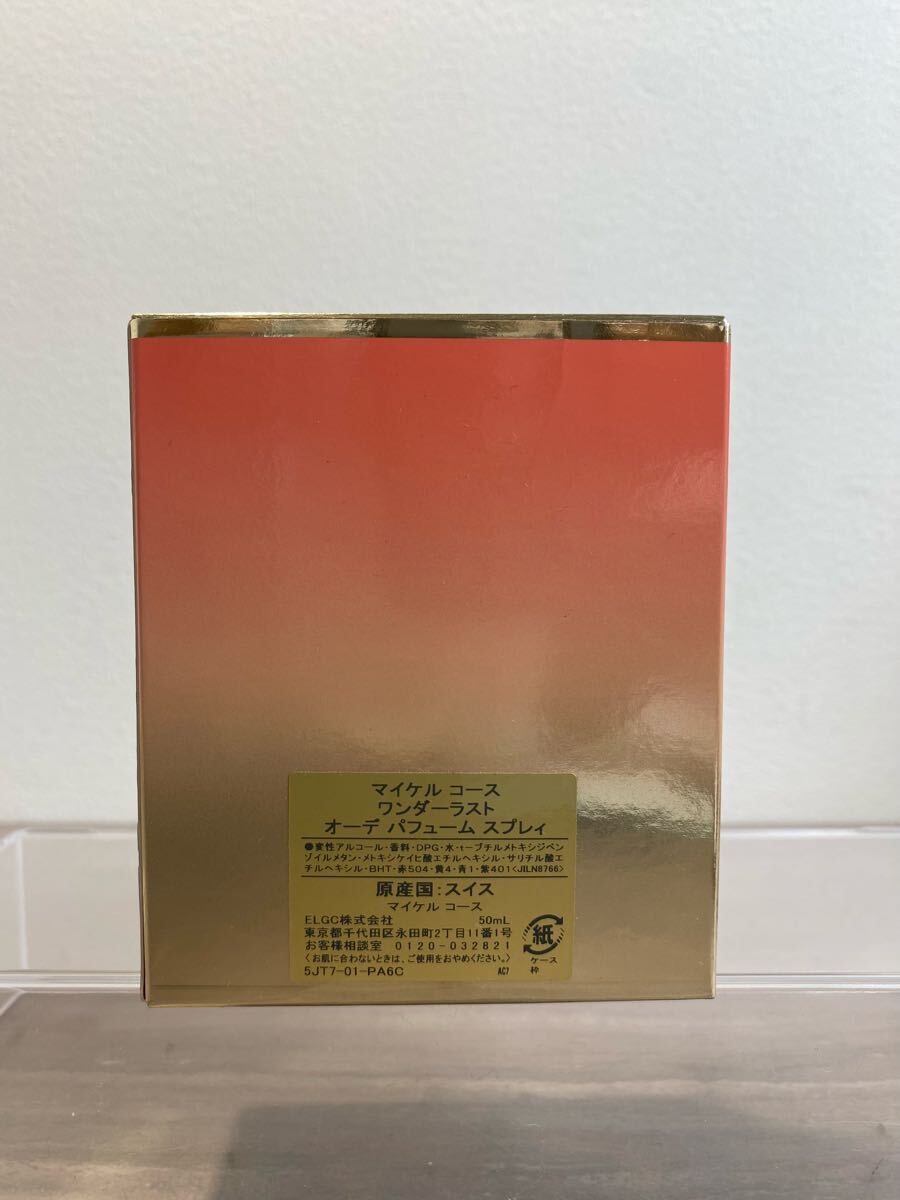 マイケル コース
ワンダーラスト
オーデ パフューム スプレィ
●変性アルコール・香料・DPG・水・t-ブチルメトキシジベン
ゾイルメタン・メトキシケイヒ酸エチルヘキシル・サリチル酸エ
チルヘキシル・BHT・赤504・黄4・青1・紫401<JILN8766>
原産国:スイス
マイケル コース
ELGC株式会社 50mL
東京都千代田区永田町2丁目11番1号
お客様相談室 0120-032821
〈お肌に合わないときは、ご使用をおやめください。〉
5JT7-01-PA6C AC7
紙
ケース
枠